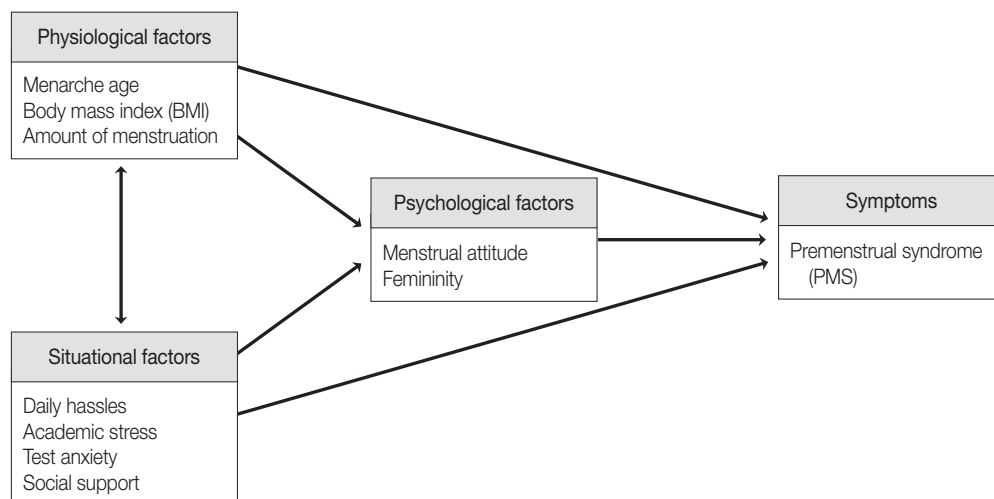 Physiological factors
Menarche age
Body mass index (BMI)
Amount of menstruation
Psychological factors
Menstrual attitude
Femininity
Symptoms
Premenstrual syndrome
(PMS)
Situational factors
Daily hassles
Academic stress
Test anxiety
Social support